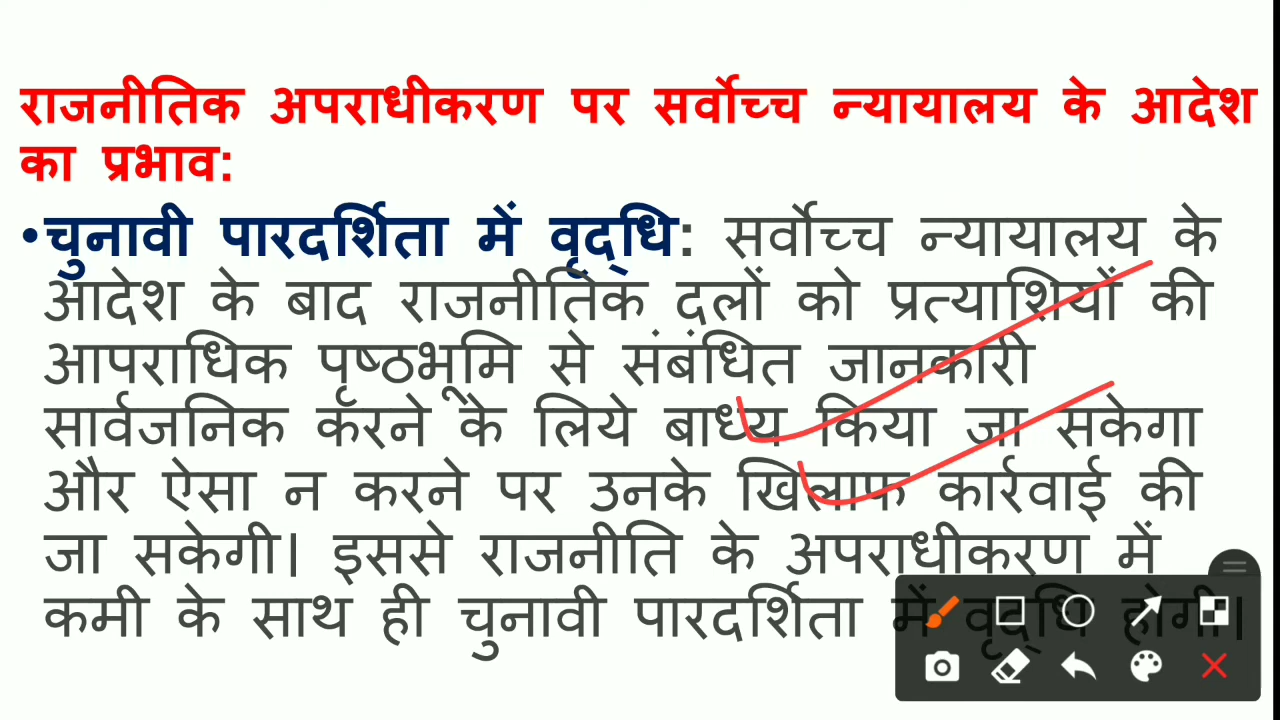 राजनीतिक अपराधीकरण पर सर्वोच्च न्यायालय के आदेश
का प्रभाव:
•चुनावी पारदर्शिता में वृद्धि: सर्वोच्च न्यायालय के
आदेश के बाद राजनीतिक दलों को प्रत्याशियों की
आपराधिक पृष्ठभूमि से संबंधित जानकारी
सार्वजनिक करने के लिये बाध्य किया जा सकेगा
और ऐसा न करने पर उनके खिलाफ कार्रवाई की
जा सकेगी। इससे राजनीति के अपराधीकरण में
कमी के साथ ही चुनावी पारदर्शिता में वृद्धि होगी।